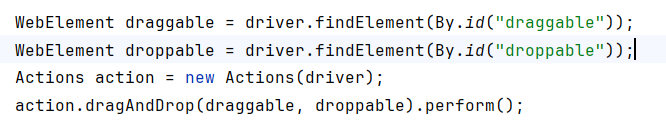 WebElement draggable = driver.findElement(By.id("draggable"));
WebElement droppable = driver.findElement(By.id("droppable"));
Actions action = new Actions(driver);
action.dragAndDrop(draggable, droppable).perform();